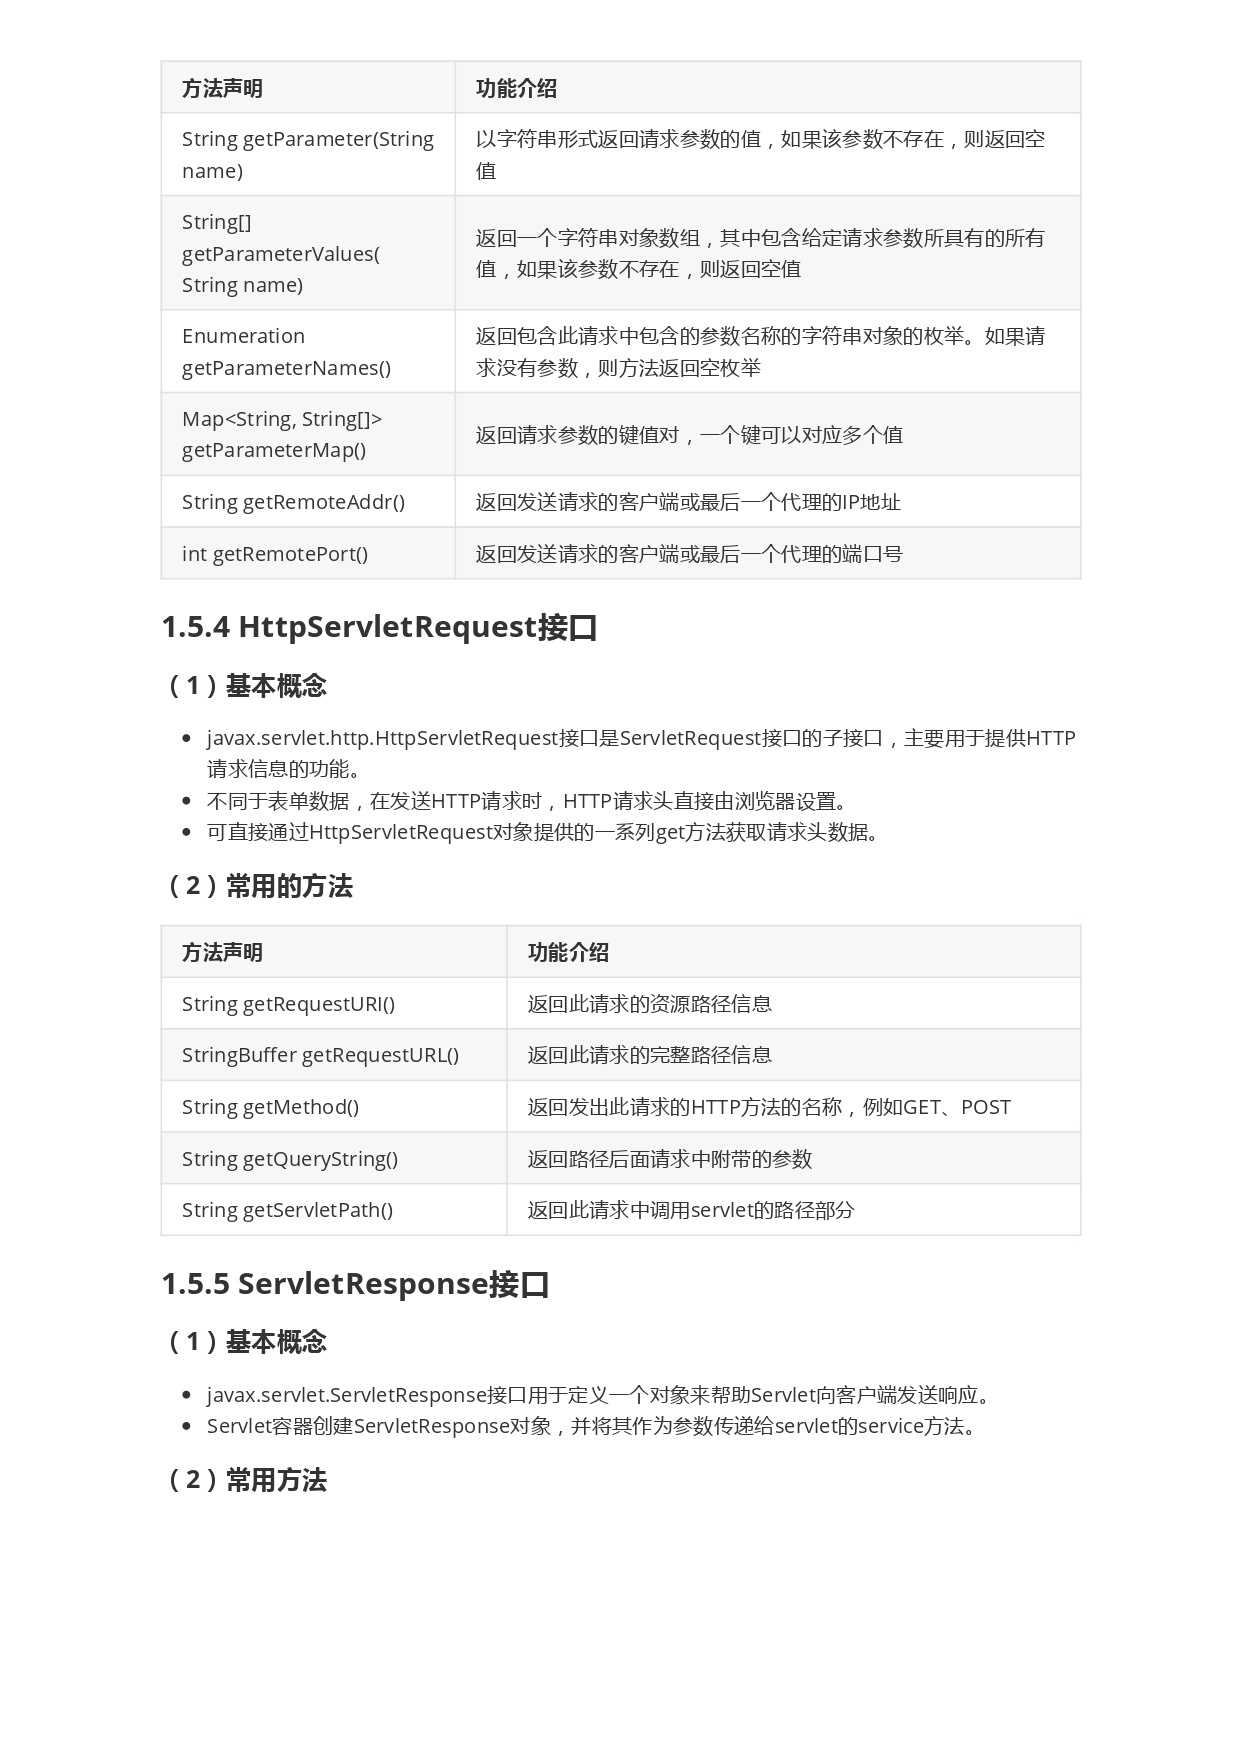 方法声明 功能介绍
String getParameter(String 以字符串形式返回请求参数的值，如果该参数不存在，则返回空
name) 值
String[]
getParameterValues( 返回一个字符串对象数组，其中包含给定请求参数所具有的所有
String name) 值，如果该参数不存在，则返回空值
Enumeration 返回包含此请求中包含的参数名称的字符串对象的枚举。如果请
getParameterNames() 求没有参数，则方法返回空枚举
Map<String, String[]>
getParameterMap() 返回请求参数的键值对，一个键可以对应多个值
String getRemoteAddr() 返回发送请求的客户端或最后一个代理的IP地址
int getRemotePort() 返回发送请求的客户端或最后一个代理的端口号
1.5.4 HttpServletRequest接口
（1）基本概念
• javax.servlet.http.HttpServletRequest接口是ServletRequest接口的子接口，主要用于提供HTTP
请求信息的功能。
• 不同于表单数据，在发送HTTP请求时，HTTP请求头直接由浏览器设置。
• 可直接通过HttpServletRequest对象提供的一系列get方法获取请求头数据。
（2）常用的方法
方法声明 功能介绍
String getRequestURI() 返回此请求的资源路径信息
StringBuffer getRequestURL() 返回此请求的完整路径信息
String getMethod() 返回发出此请求的HTTP方法的名称，例如GET、POST
String getQueryString() 返回路径后面请求中附带的参数
String getServletPath() 返回此请求中调用servlet的路径部分
1.5.5 ServletResponse接口
（1）基本概念
• javax.servlet.ServletResponse接口用于定义一个对象来帮助Servlet向客户端发送响应。
• Servlet容器创建ServletResponse对象，并将其作为参数传递给servlet的service方法。
（2）常用方法